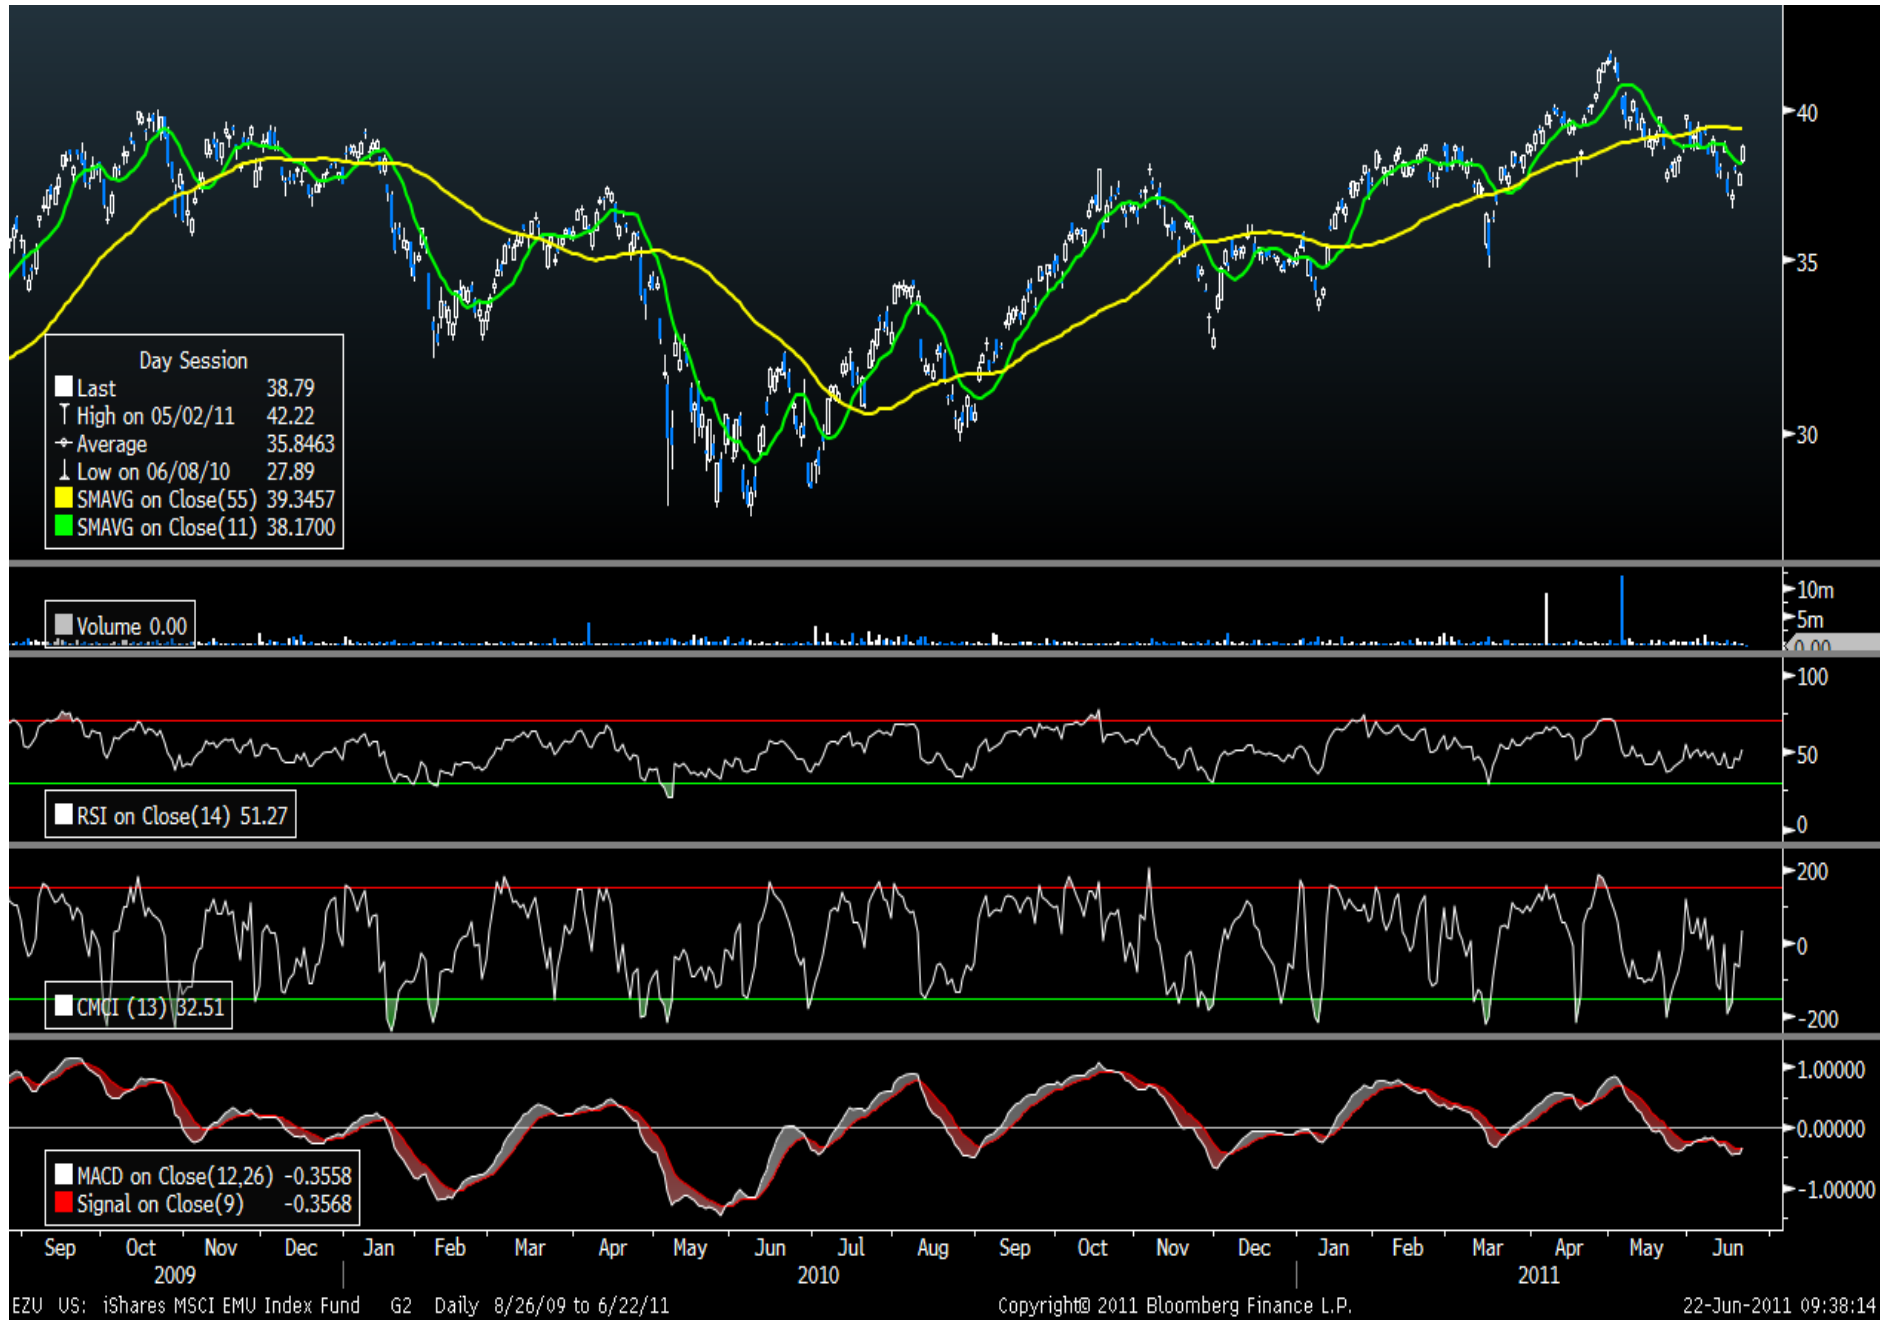 40
35
30
Day Session
Last 38.79
High on 05/02/11 42.22
Average 35.8463
Low on 06/08/10 27.89
SMAVG on Close(55) 39.3457
SMAVG on Close(11) 38.1700
10m
5m
0.00
Volume 0.00
100
50
0
RSI on Close(14) 51.27
200
0
-200
CMCI (13) 32.51
1.00000
0.00000
-1.00000
MACD on Close(12,26) -0.3558
Signal on Close(9) -0.3568
Sep Oct Nov Dec Jan Feb Mar Apr May Jun Jul Aug Sep Oct Nov Dec Jan Feb Mar Apr May Jun
2009 2010 2011
EZU US: iShares MSCI EMU Index Fund G2 Daily 8/26/09 to 6/22/11 Copyright© 2011 Bloomberg Finance L.P. 22-Jun-2011 09:38:14